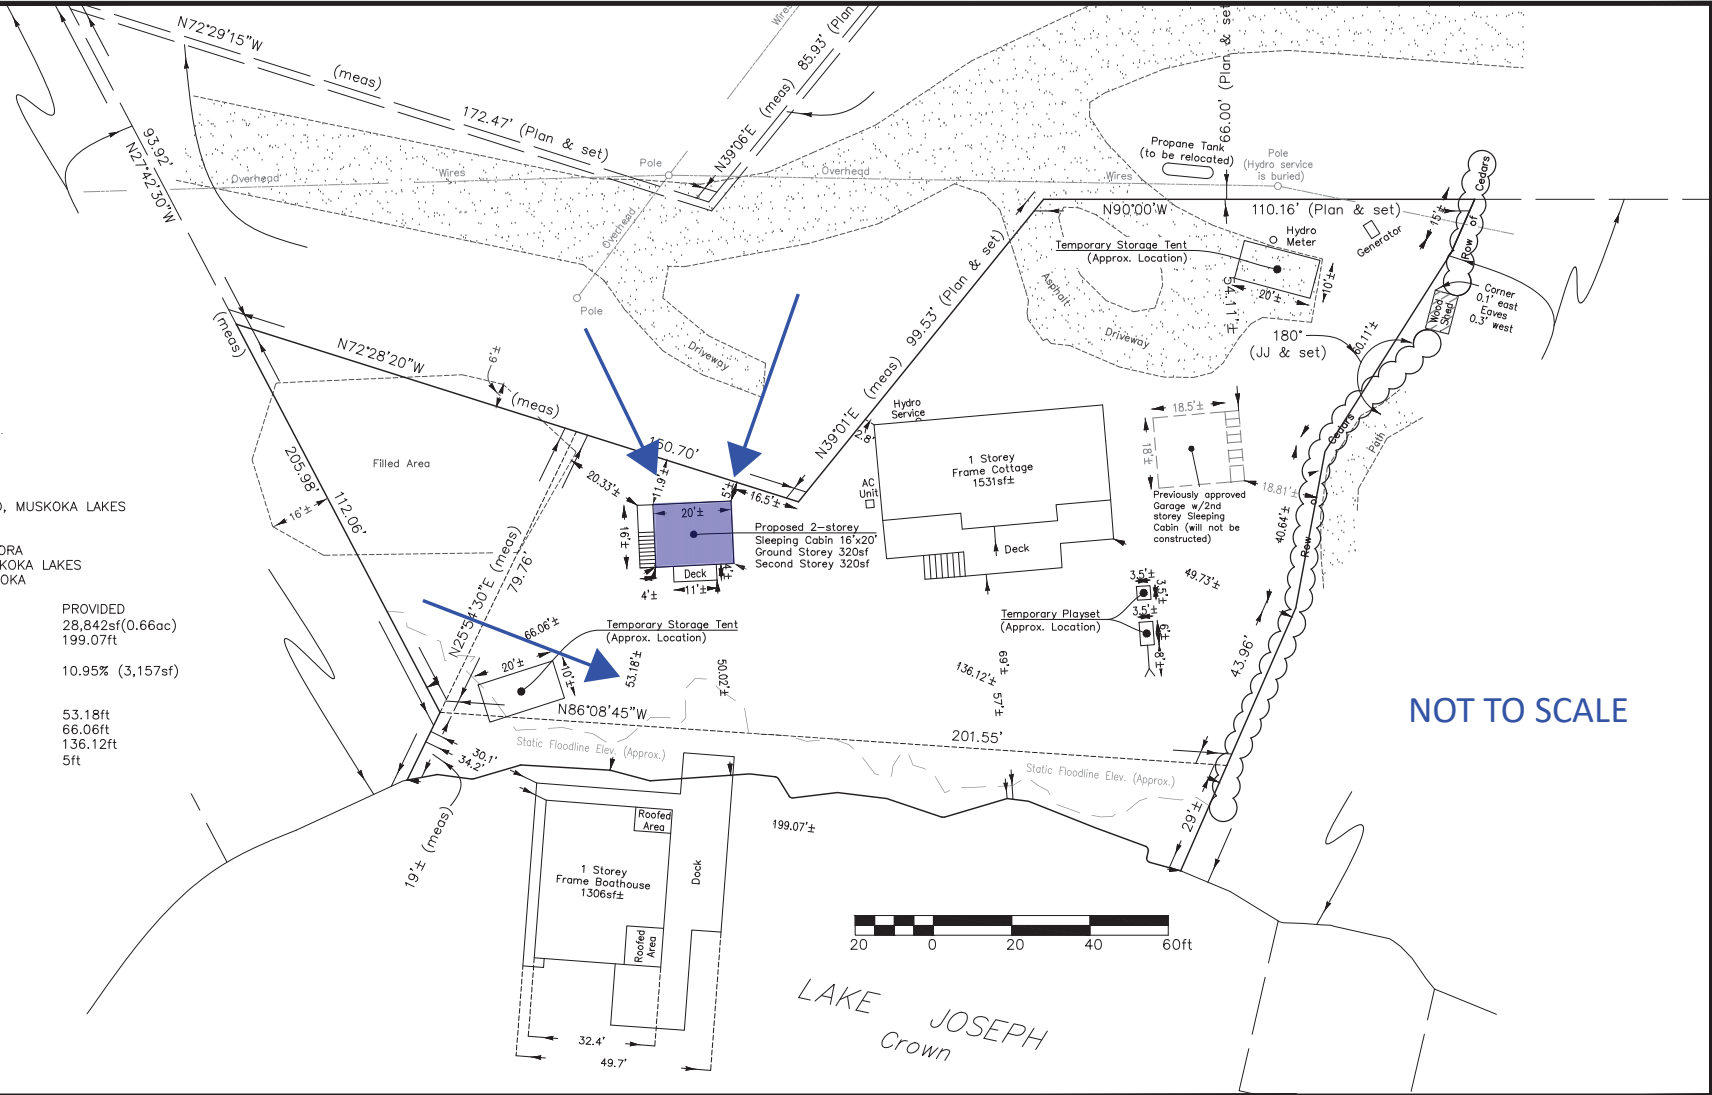 N72°29'15"W
(meas)
172.47' (Plan & set)
Wires
85.93' (Plan
(meas)
N39°06'E
93.92'
N27°42'30"W
Overhead
Wires
Pole
Overhead
Wires
Overhead
Pole
Driveway
66.00' (Plan & set
Propane Tank
(to be relocated)
Pole
(Hydro service
is buried)
N90°00'W
110.16' (Plan & set)
15'±
Row of Cedars
Temporary Storage Tent
(Approx. Location)
Hydro
Meter
Generator
20'±
10'±
54.11'±
Asphalt
Driveway
Corner
0.1' east
Eaves
0.3' west
Wood
Shed
180°
(JJ & set)
60.11'±
(meas)
N72°28'20"W
(meas)
6'±
160.70'
99.53' (Plan & set)
N39°01'E (meas)
Filled Area
16'±
205.98'
112.06'
20.33'±
11.9'±
5'±
16.5'±
20'±
16'±
Deck
4'±
11'±
4'±
Proposed 2-storey
Sleeping Cabin 16'x20'
Ground Storey 320sf
Second Storey 320sf
Hydro
Service
2.8'
AC
Unit
1 Storey
Frame Cottage
1531sf±
Deck
18.5'±
18'±
18.81'±
Previously approved
Garage w/2nd
storey Sleeping
Cabin (will not be
constructed)
Row of Cedars
Path
40.64'±
, MUSKOKA LAKES
ORA
KOKA LAKES
OKA
PROVIDED
28,842sf(0.66ac)
199.07ft
10.95% (3,157sf)
53.18ft
66.06ft
136.12ft
5ft
N25°54'30"E (meas)
79.76'
66.06'±
Temporary Storage Tent
(Approx. Location)
20'±
10'±
53.18'±
50.02'±
Temporary Playset
(Approx. Location)
3.5'±
3.5'±
3.5'±
6'±
8'±
49.73'±
136.12'±
69'±
57'±
43.96'
NOT TO SCALE
N86°08'45"W
201.55'
Static Floodline Elev. (Approx.)
Static Floodline Elev. (Approx.)
30.1'
34.2'
19'± (meas)
29'±
199.07'±
Roofed
Area
1 Storey
Frame Boathouse
1306sf±
Dock
Roofed
Area
32.4'
49.7'
20 0 20 40 60ft
LAKE JOSEPH
Crown